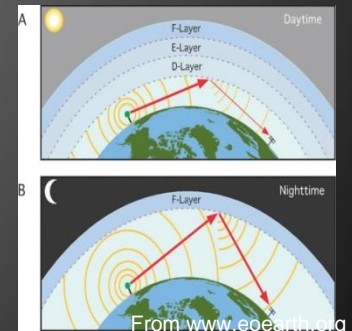 A
Daytime
F-Layer
E-Layer
D-Layer
B
Nighttime
F-Layer
From www.eoearth.org